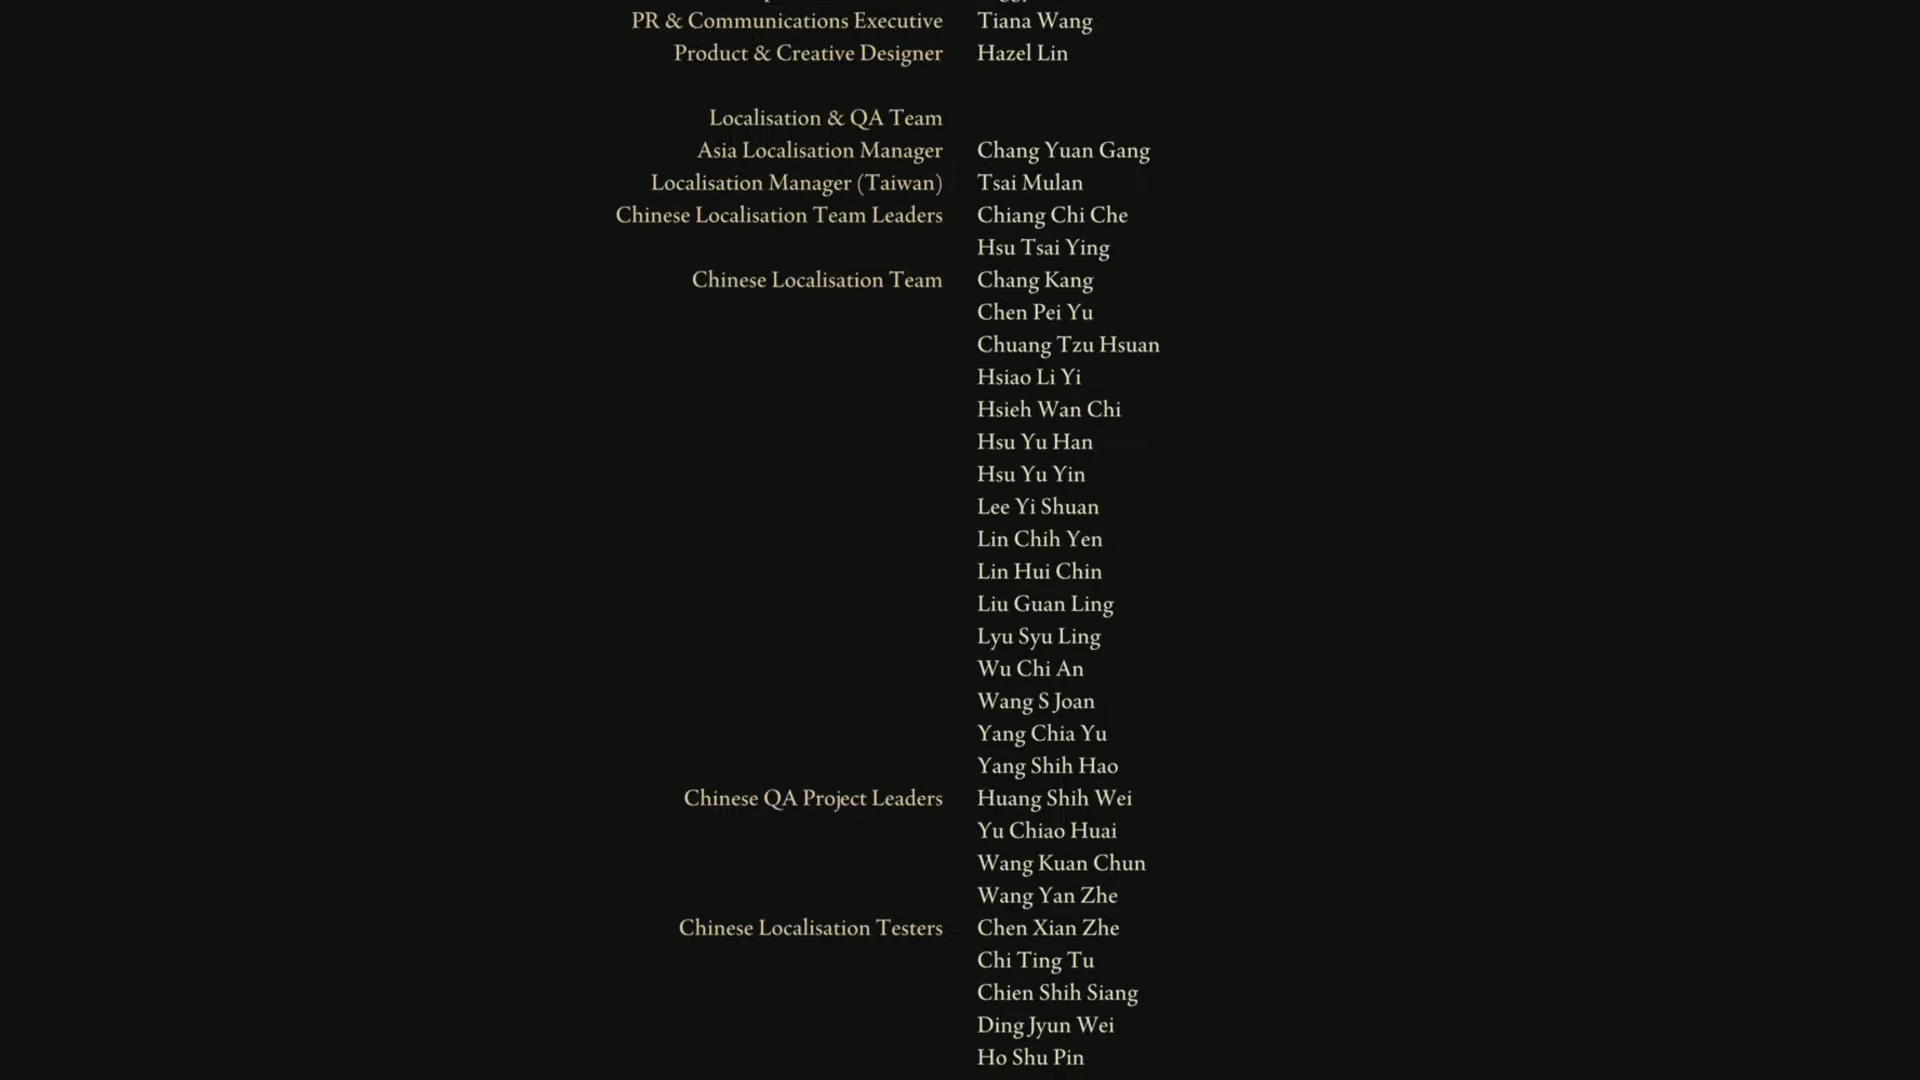 PR & Communications Executive Tiana Wang
Product & Creative Designer Hazel Lin
Localisation & QA Team
Asia Localisation Manager Chang Yuan Gang
Localisation Manager (Taiwan) Tsai Mulan
Chinese Localisation Team Leaders Chiang Chi Che
Hsu Tsai Ying
Chinese Localisation Team Chang Kang
Chen Pei Yu
Chuang Tzu Hsuan
Hsiao Li Yi
Hsieh Wan Chi
Hsu Yu Han
Hsu Yu Yin
Lee Yi Shuan
Lin Chih Yen
Lin Hui Chin
Liu Guan Ling
Lyu Syu Ling
Wu Chi An
Wang S Joan
Yang Chia Yu
Yang Shih Hao
Chinese QA Project Leaders Huang Shih Wei
Yu Chiao Huai
Wang Kuan Chun
Wang Yan Zhe
Chinese Localisation Testers Chen Xian Zhe
Chi Ting Tu
Chien Shih Siang
Ding Jyun Wei
Ho Shu Pin